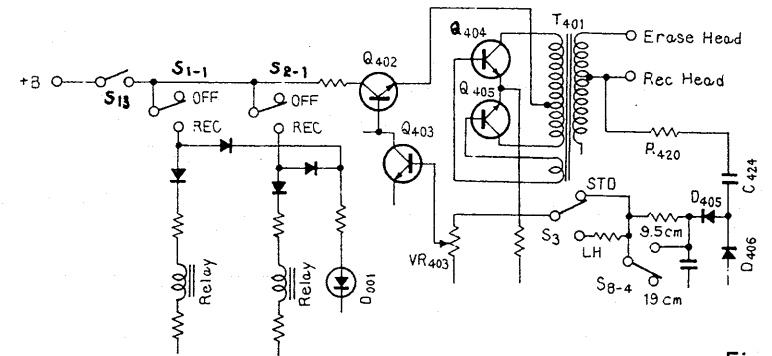 T401
Q404
Erase Head
Q402
S1-1
S2-1
+B
S13
OFF
OFF
Rec Head
Q405
REC
REC
Q403
R420
C424
STD
D405
S3
9.5cm
VR403
LH
D406
Relay
Relay
D001
S8-4
19cm